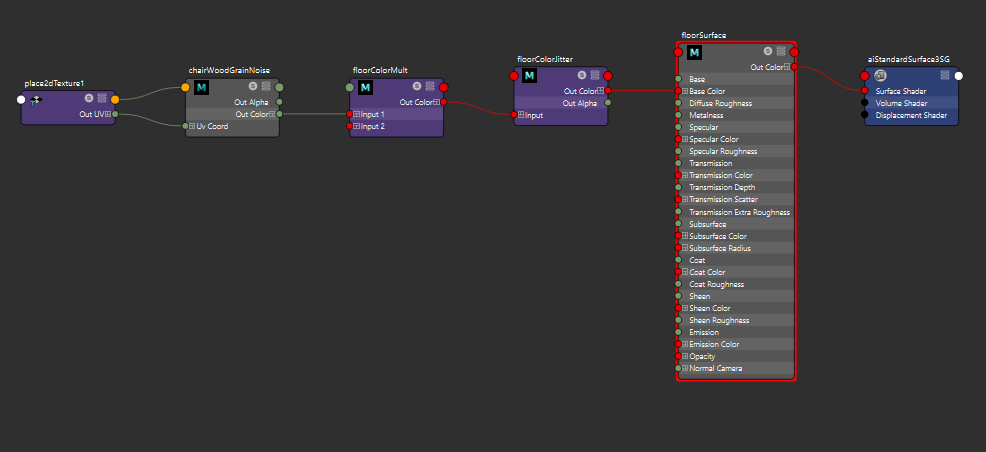 place2dTexture1
S
Out UV
chairWoodGrainNoise
M
S
Out Alpha
Out Color
Uv Coord
floorColorMult
M
S
Out Color
Input 1
Input 2
floorColorJitter
M
S
Out Color
Out Alpha
Input
floorSurface
M
S
Out Color
Base
Base Color
Diffuse Roughness
Metalness
Specular
Specular Color
Specular Roughness
Transmission
Transmission Color
Transmission Depth
Transmission Scatter
Transmission Extra Roughness
Subsurface
Subsurface Color
Subsurface Radius
Coat
Coat Color
Coat Roughness
Sheen
Sheen Color
Sheen Roughness
Emission
Emission Color
Opacity
Normal Camera
aiStandardSurface3SG
Surface Shader
Volume Shader
Displacement Shader